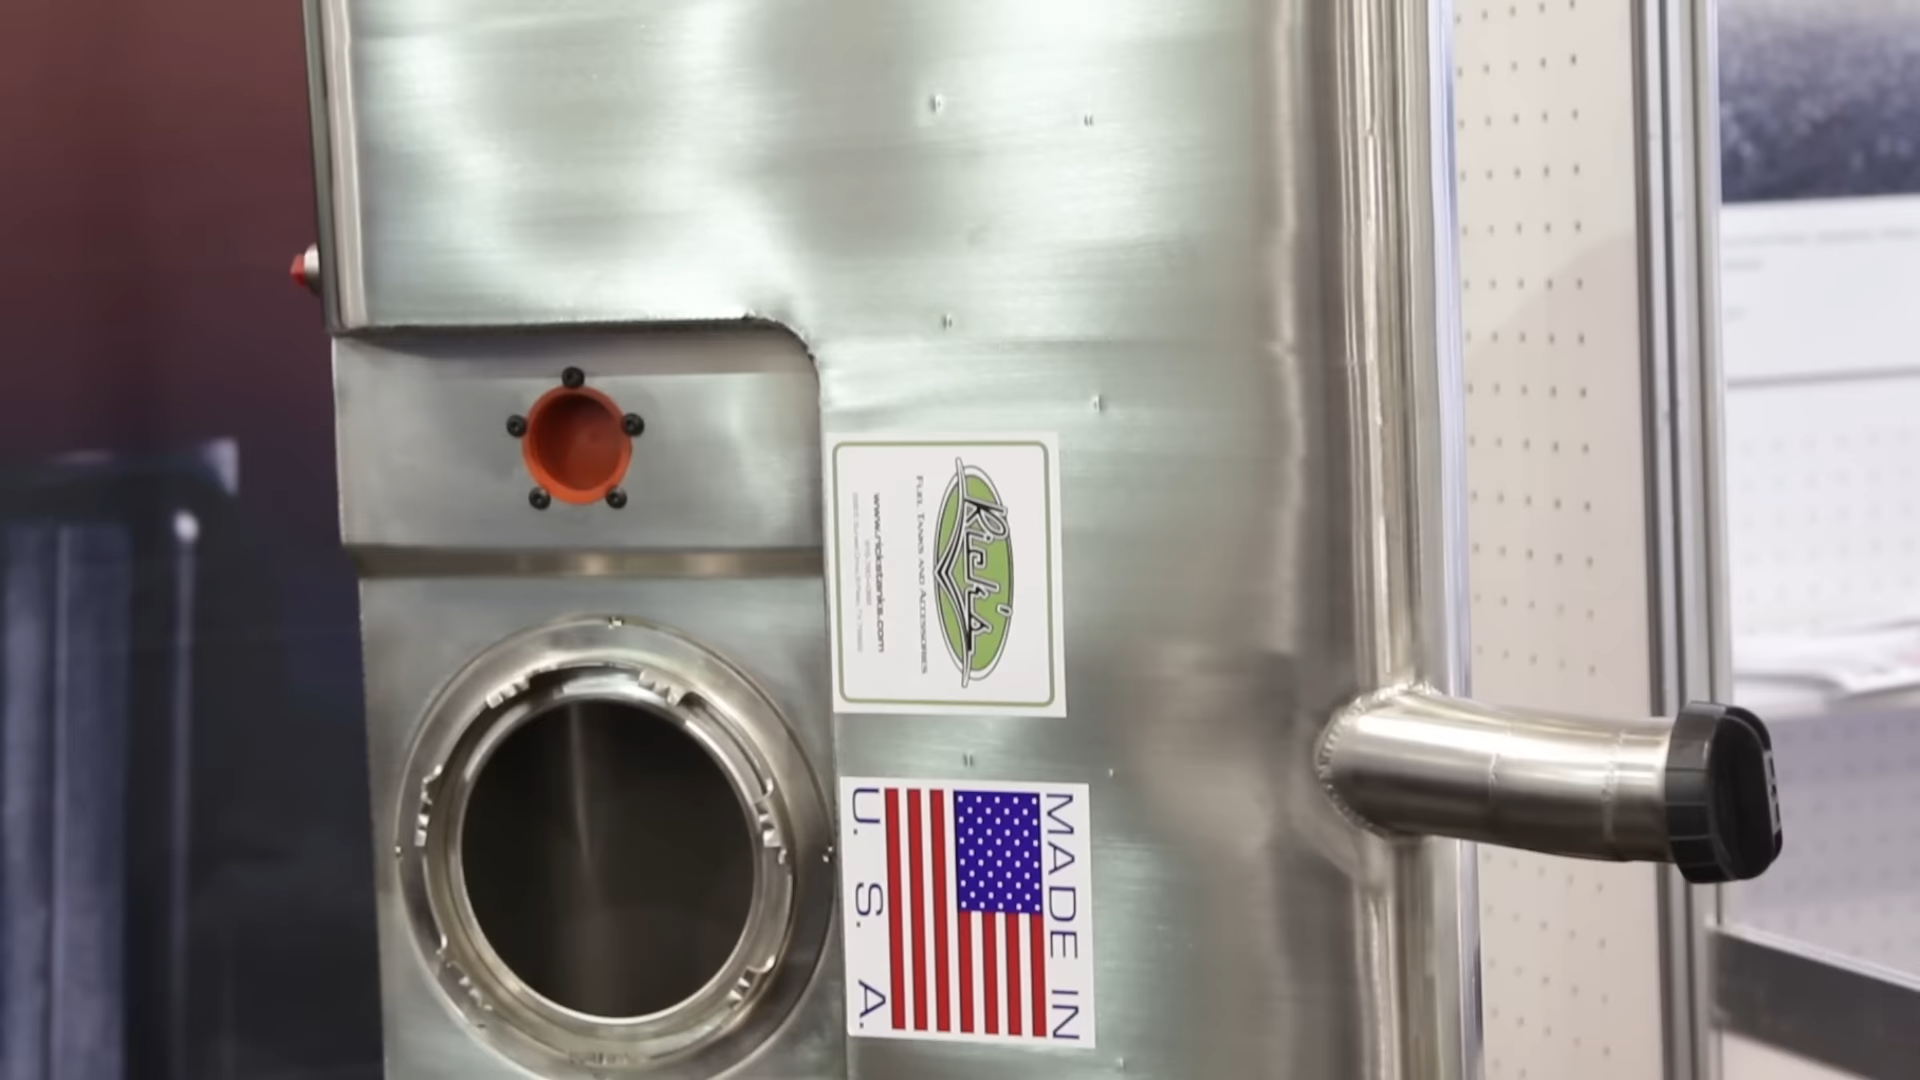 Rick's
FUEL TANKS AND ACCESSORIES
www.rickstanks.com
MADE IN
U. S. A.